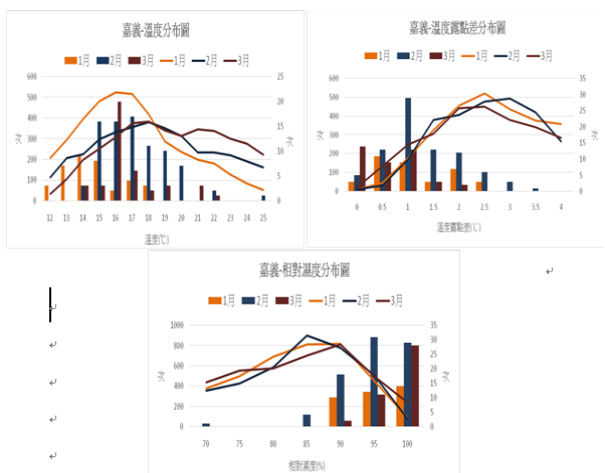 嘉義-溫度分布圖
1月 2月 3月 1月 2月 3月
600 500 400 300 200 100 0
25 20 15 10 5 0
12 13 14 15 16 17 18 19 20 21 22 23 24 25
溫度(℃)
嘉義-溫度露點差分布圖
1月 2月 3月 1月 2月 3月
600 500 400 300 200 100 0
35 30 25 20 15 10 5 0
0 0.5 1 1.5 2 2.5 3 3.5 4
溫度露點差(℃)
嘉義-相對濕度分布圖
1月 2月 3月 1月 2月 3月
1000 800 600 400 200 0
35 30 25 20 15 10 5 0
70 75 80 85 90 95 100
相對濕度(%)